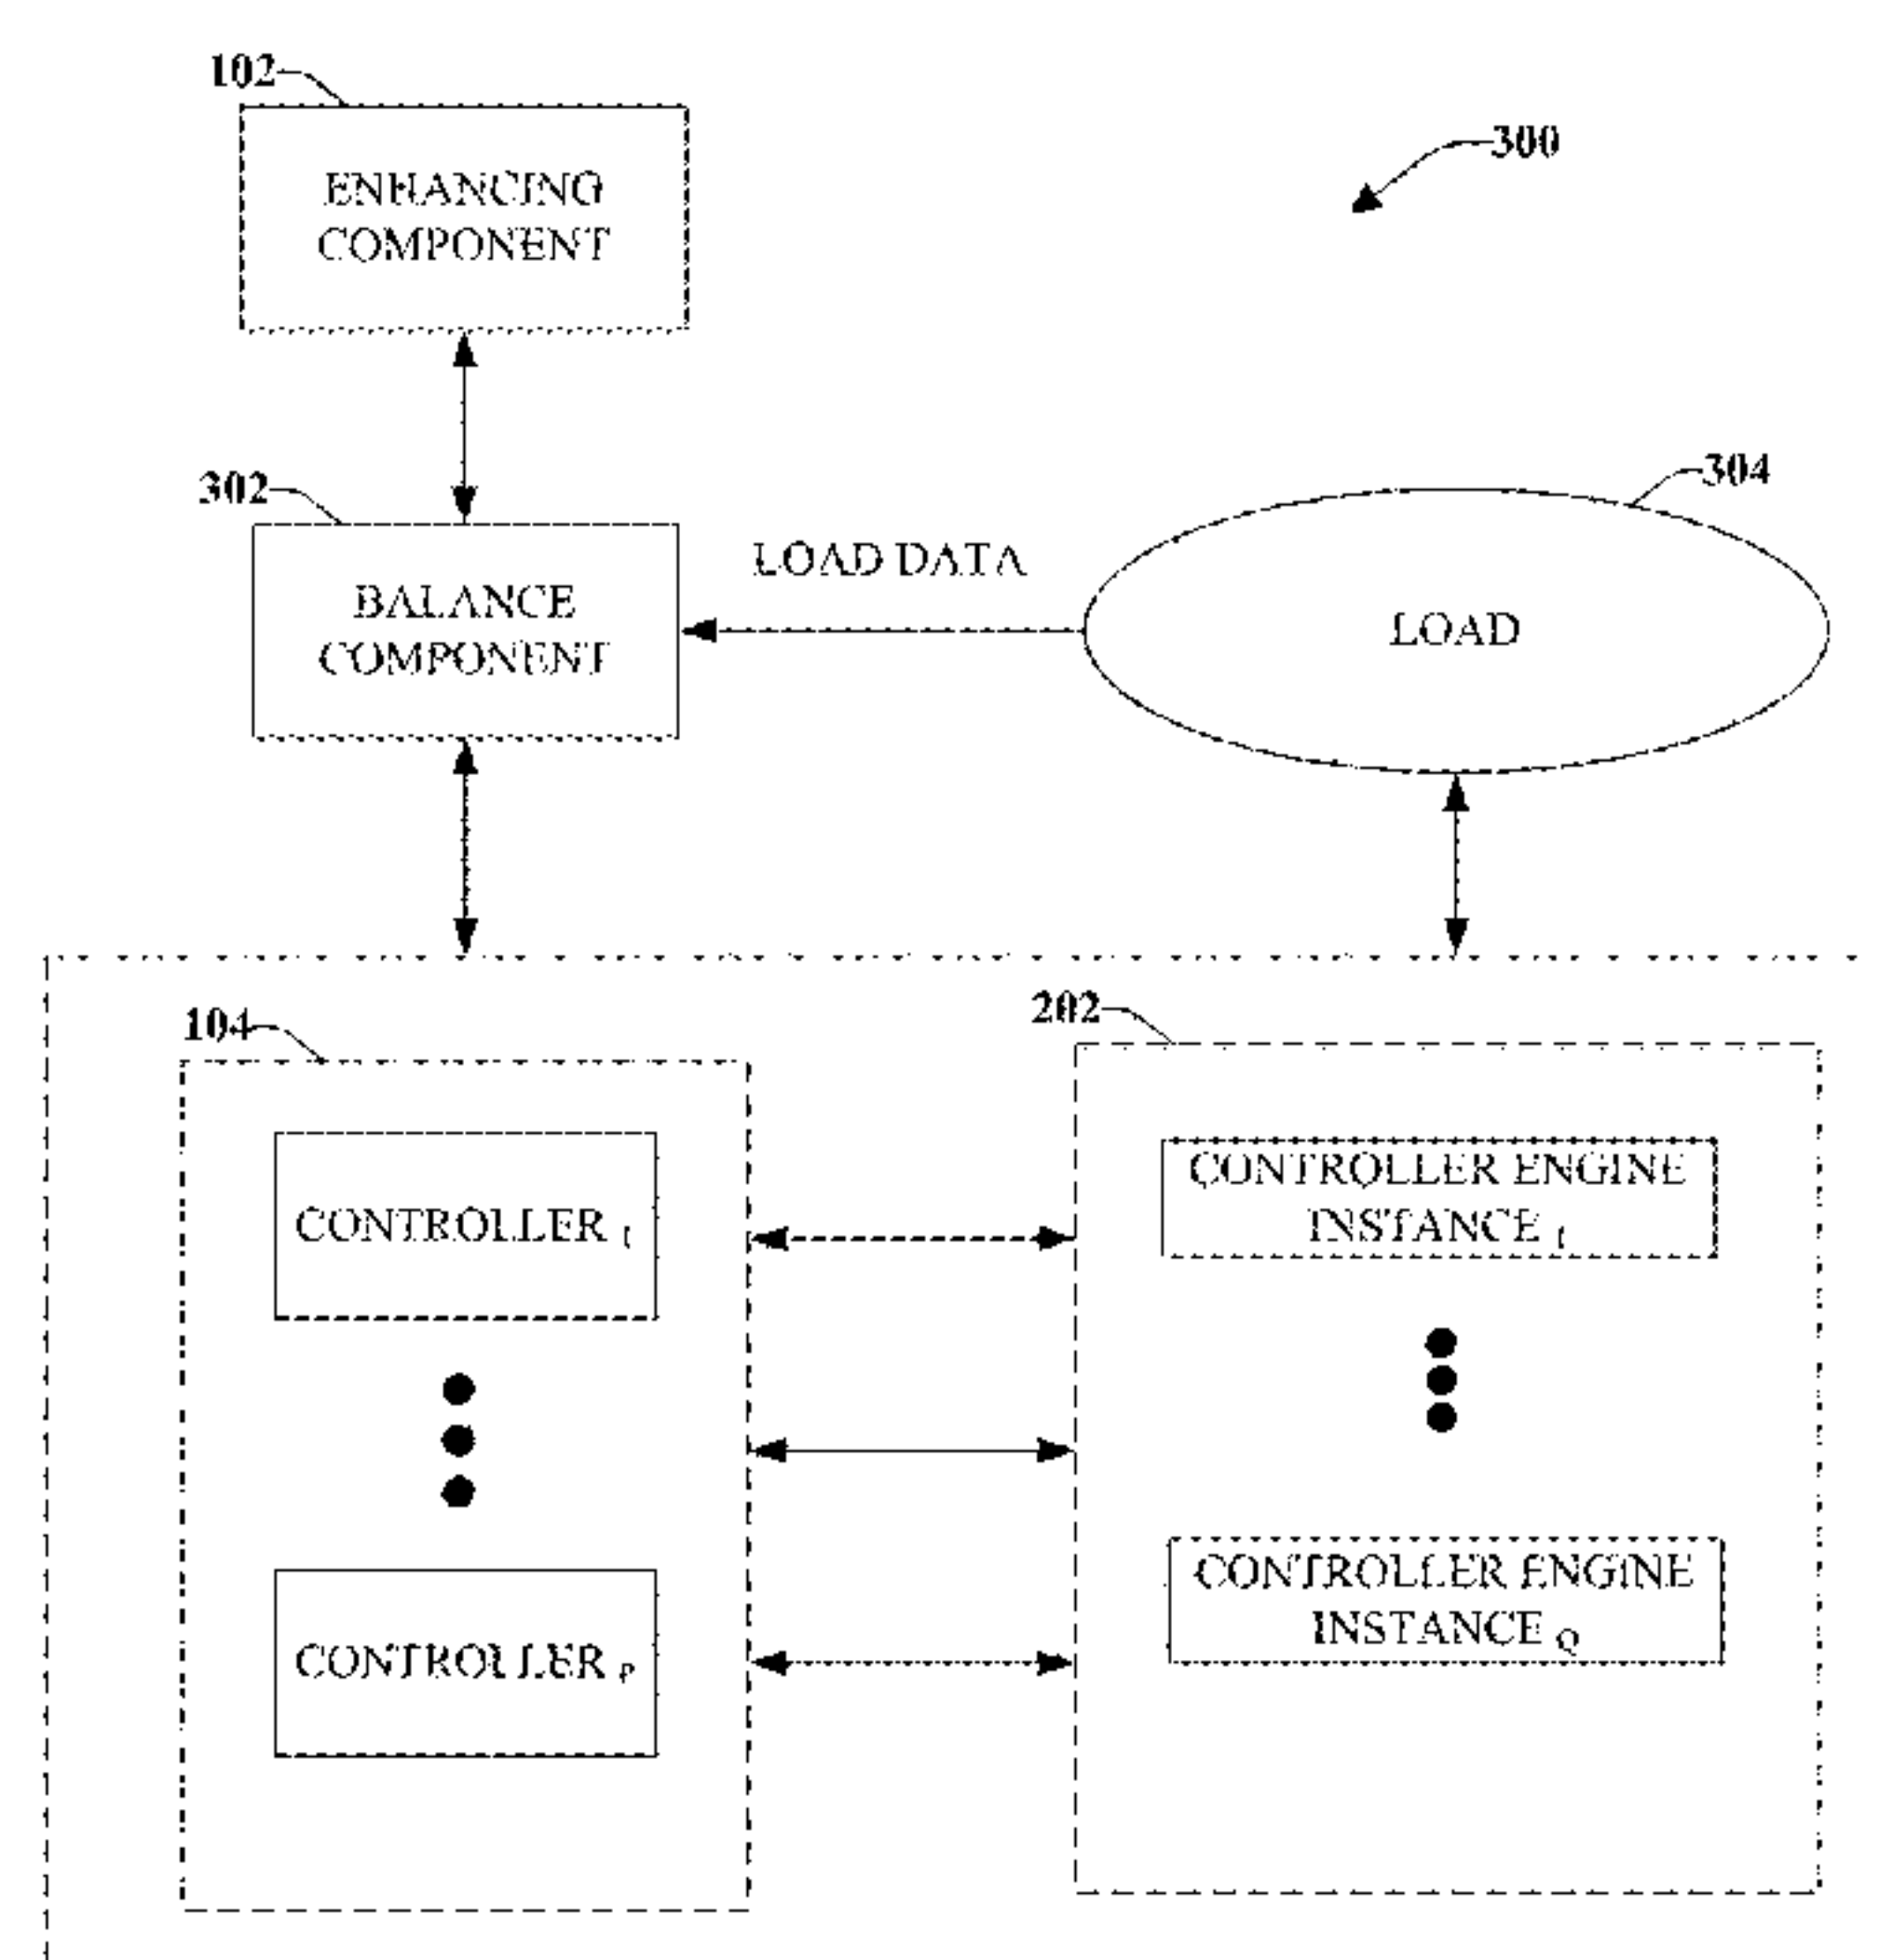 102
300
ENHANCING
COMPONENT
302
304
LOAD DATA
BALANCE
COMPONENT
LOAD
104
202
CONTROLLER 1
CONTROLLER ENGINE
INSTANCE 1
CONTROLLER P
CONTROLLER ENGINE
INSTANCE Q